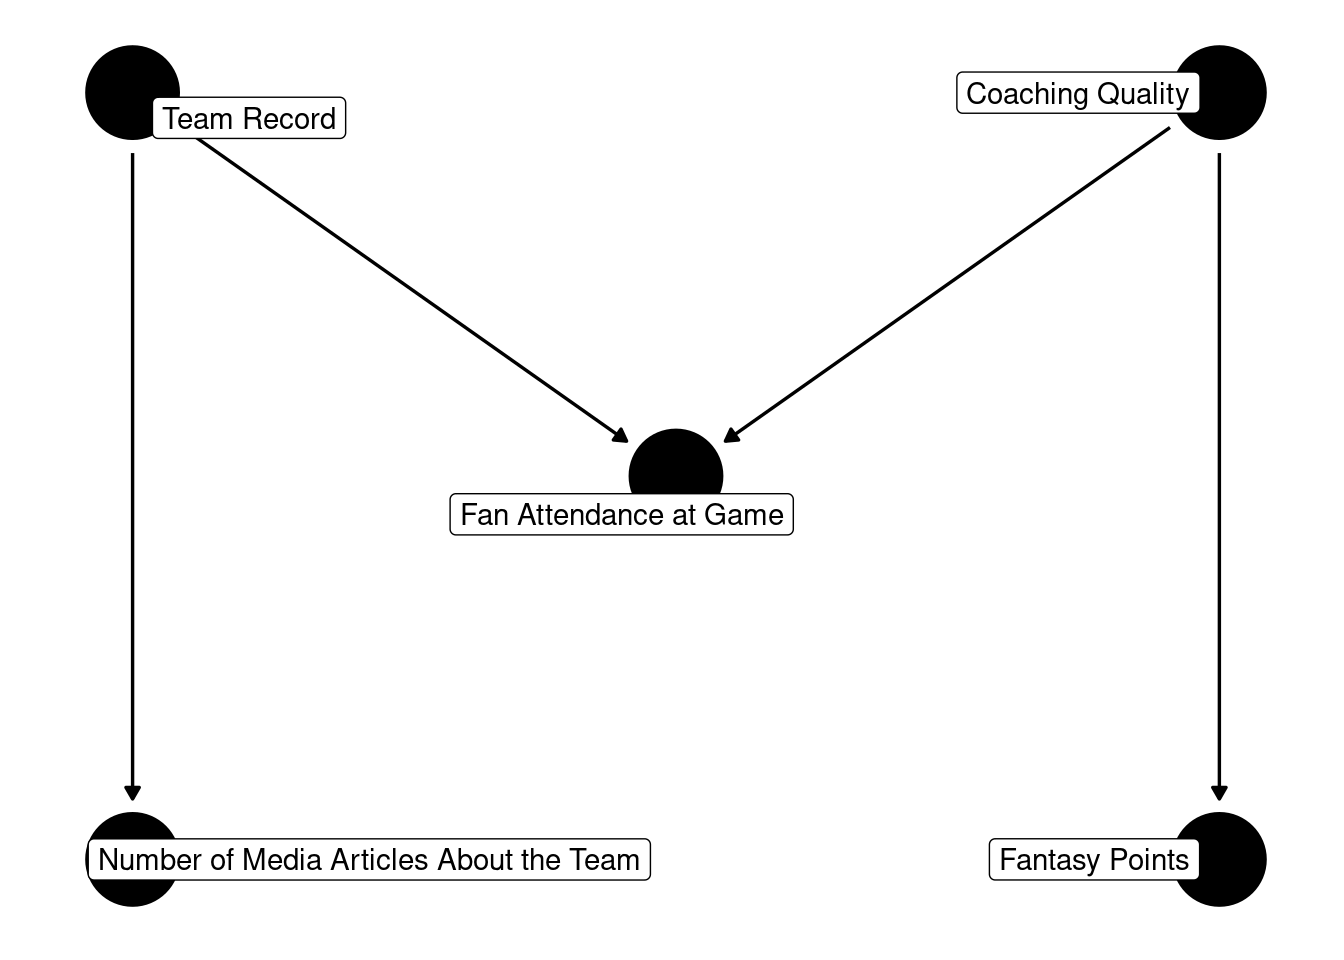 Team Record
Coaching Quality
Fan Attendance at Game
Number of Media Articles About the Team
Fantasy Points